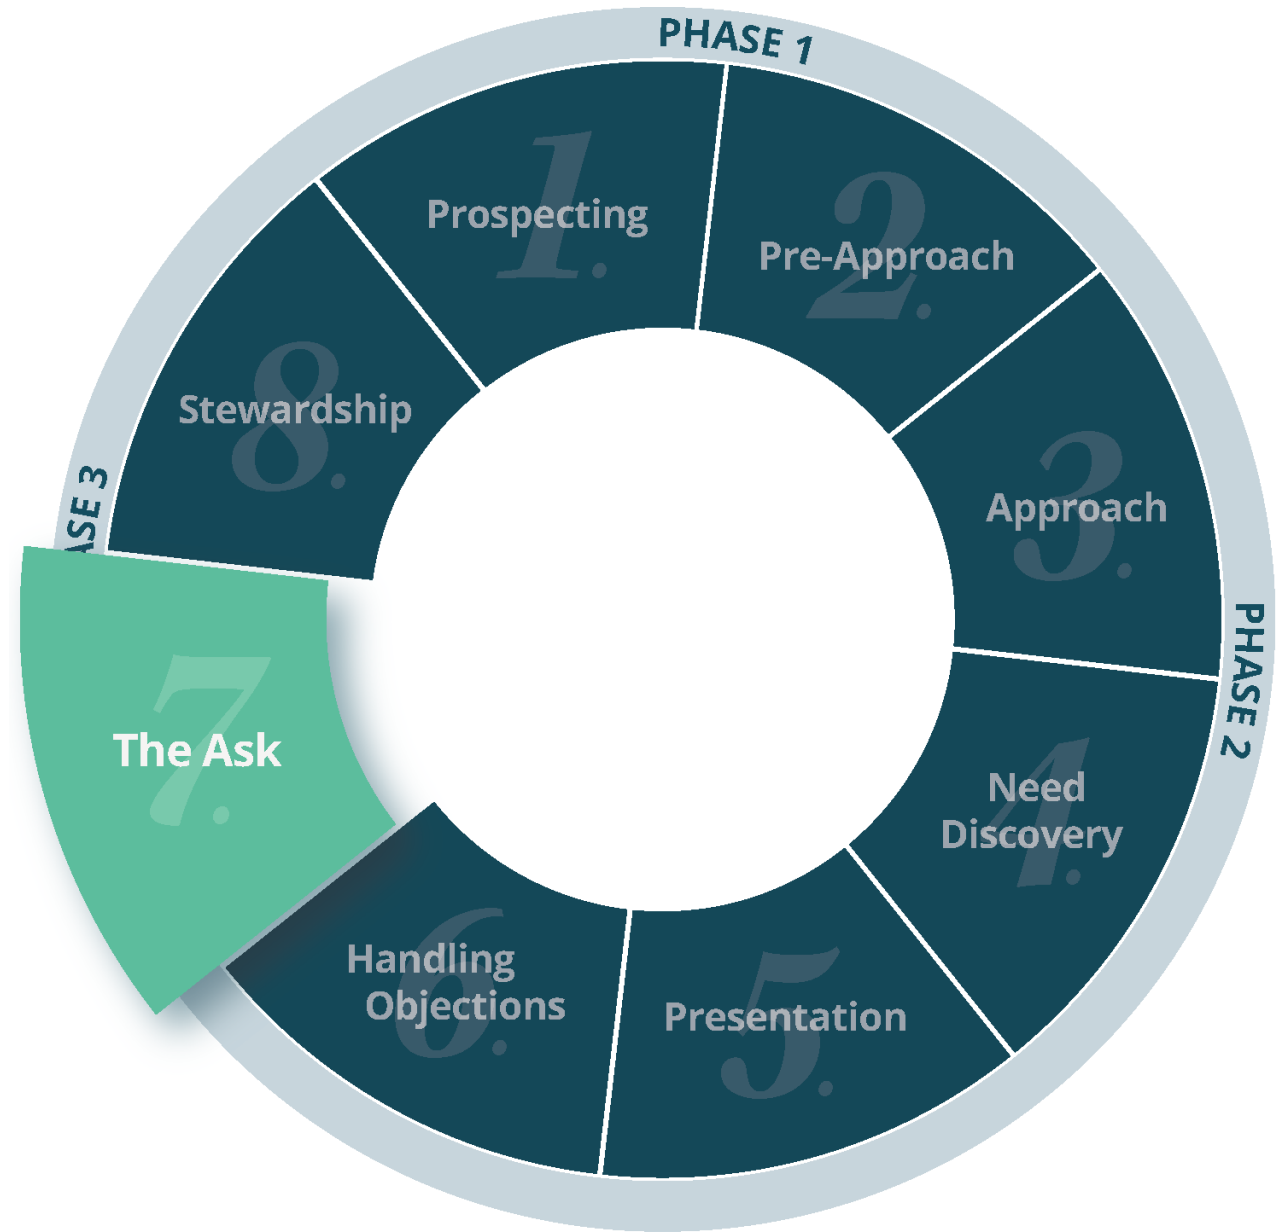 PHASE 1
1.
Prospecting
2.
Pre-Approach
3.
Approach
PHASE 2
4.
Need
Discovery
5.
Presentation
6.
Handling
Objections
7.
The Ask
ASE 3
8.
Stewardship